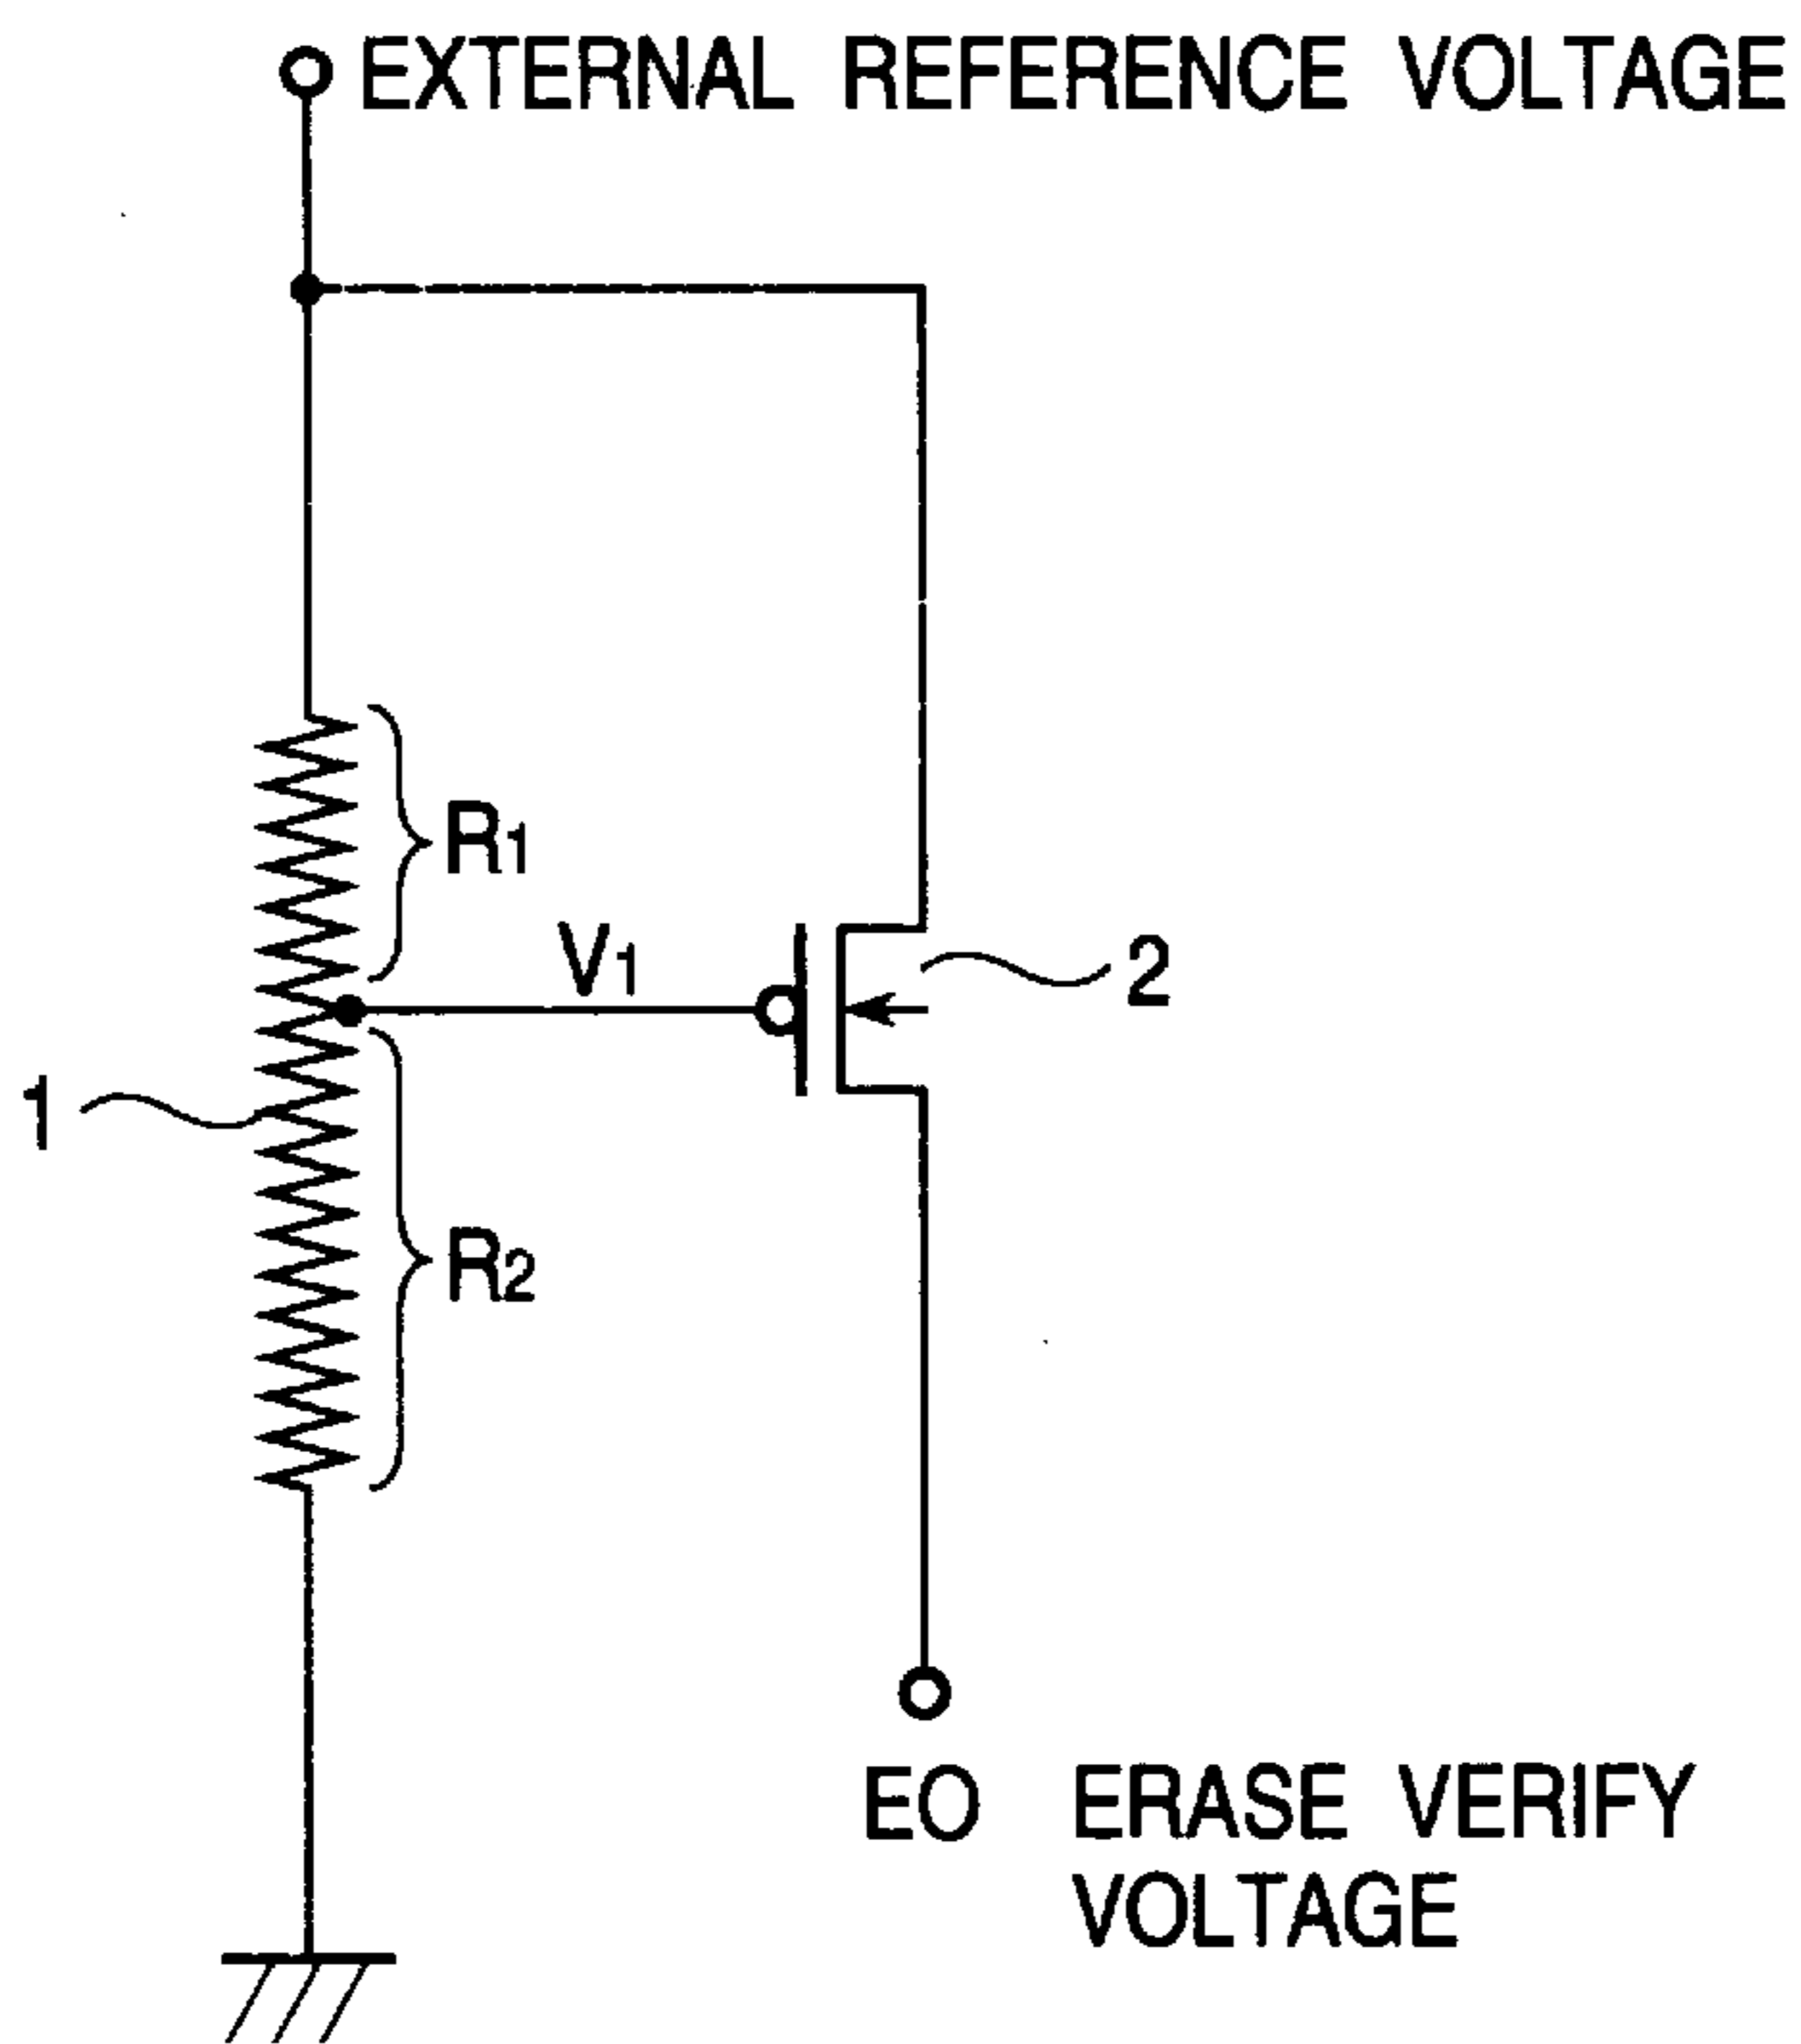 EXTERNAL REFERENCE VOLTAGE
R1
V1
2
1
R2
EO ERASE VERIFY
VOLTAGE